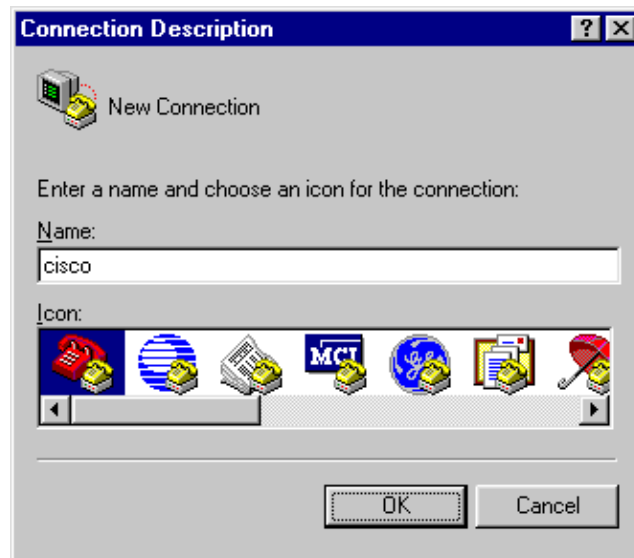 Connection Description
New Connection
Enter a name and choose an icon for the connection:
Name:
cisco
Icon:
MCI
OK
Cancel